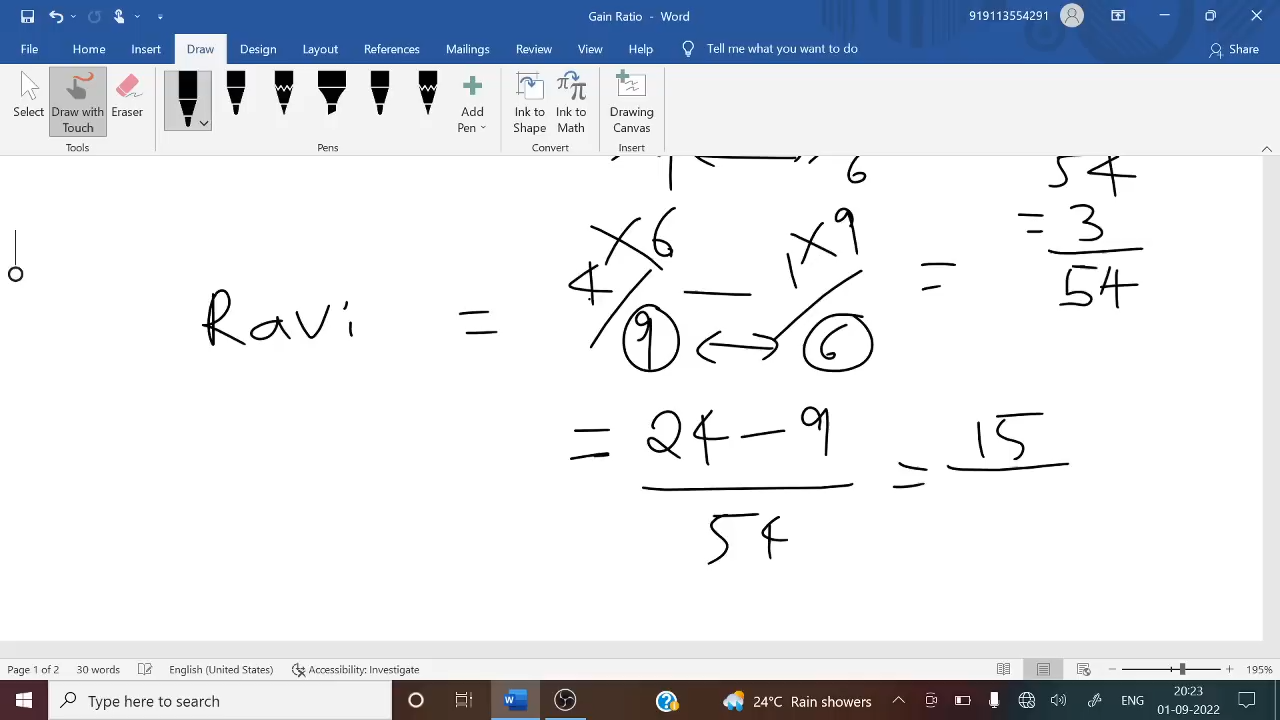 Gain Ratio - Word
919113554291
File Home Insert Draw Design Layout References Mailings Review View Help Tell me what you want to do Share
Select
Draw with Touch
Eraser
Add Pen
Ink to Shape
Ink to Math
Drawing Canvas
Tools Pens Convert Insert
9 6 54
×6 ×9 = 3
4 — 1 = 54
Ravi = 9 6
= 24 - 9 = 15
54
Page 1 of 2 30 words English (United States) Accessibility: Investigate 195%
Type here to search 24°C Rain showers ENG 20:23
01-09-2022